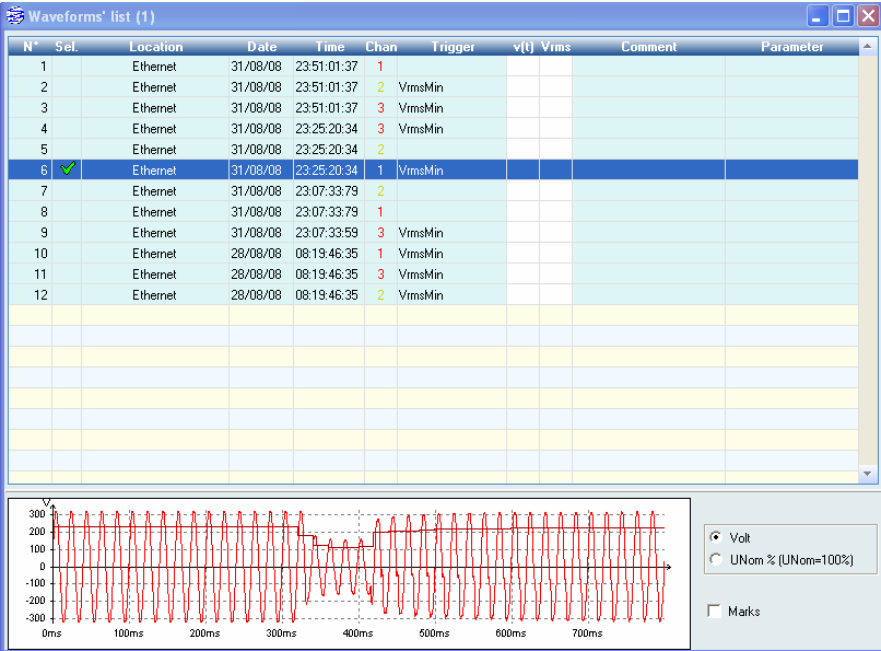 Waveforms' list (1)
N° Sel. Location Date Time Chan Trigger v(t) Vrms Comment Parameter
1 Ethernet 31/08/08 23:51:01:37 1
2 Ethernet 31/08/08 23:51:01:37 2 VrmsMin
3 Ethernet 31/08/08 23:51:01:37 3 VrmsMin
4 Ethernet 31/08/08 23:25:20:34 3 VrmsMin
5 Ethernet 31/08/08 23:25:20:34 2
6 Ethernet 31/08/08 23:25:20:34 1 VrmsMin
7 Ethernet 31/08/08 23:07:33:79 2
8 Ethernet 31/08/08 23:07:33:79 1
9 Ethernet 31/08/08 23:07:33:59 3 VrmsMin
10 Ethernet 28/08/08 08:19:46:35 1 VrmsMin
11 Ethernet 28/08/08 08:19:46:35 3 VrmsMin
12 Ethernet 28/08/08 08:19:46:35 2 VrmsMin
V
300
200
100
0
-100
-200
-300
0ms 100ms 200ms 300ms 400ms 500ms 600ms 700ms
Volt
UNom % (UNom=100%)
Marks